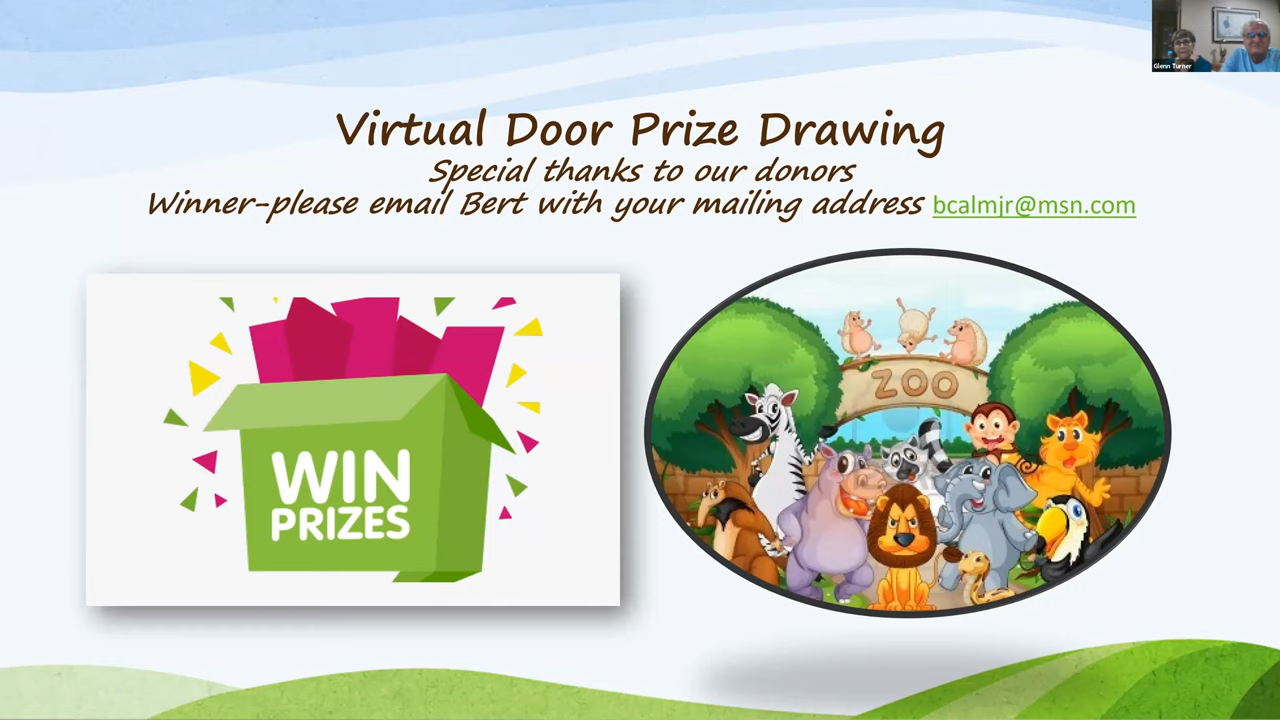 Glenn Turner
Virtual Door Prize Drawing
Special thanks to our donors
Winner-please email Bert with your mailing address bcalmjr@msn.com
WIN
PRIZES
ZOO